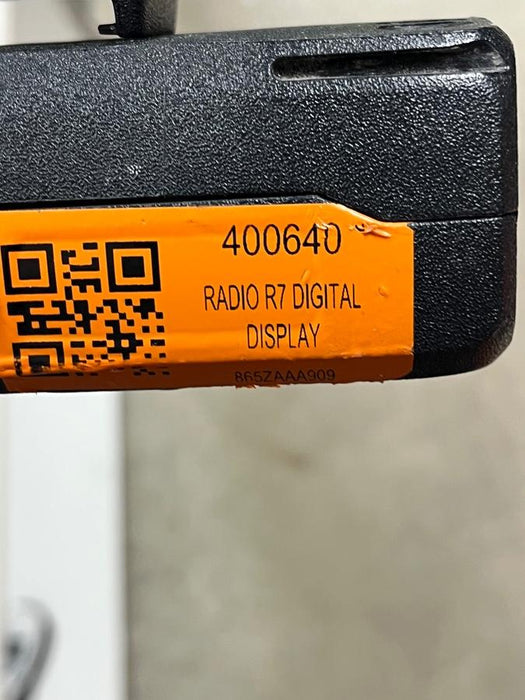 400640
RADIO R7 DIGITAL
DISPLAY
865ZAAA909